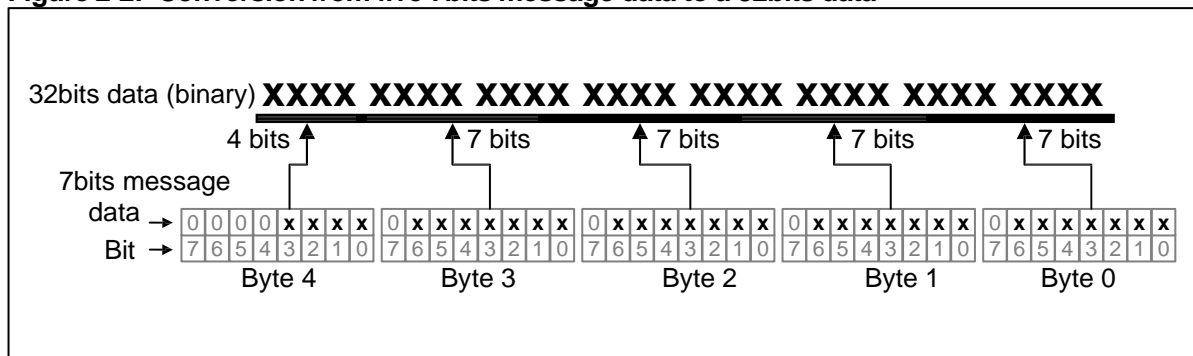 Figure 2-2: Conversion from five 7bits message data to a 32bits data
32bits data (binary) XXXX XXXX XXXX XXXX XXXX XXXX XXXX XXXX
4 bits 7 bits 7 bits 7 bits 7 bits
7bits message
data → 0 0 0 0 x x x x 0 x x x x x x x 0 x x x x x x x 0 x x x x x x x 0 x x x x x x x
Bit → 7 6 5 4 3 2 1 0 7 6 5 4 3 2 1 0 7 6 5 4 3 2 1 0 7 6 5 4 3 2 1 0 7 6 5 4 3 2 1 0
Byte 4 Byte 3 Byte 2 Byte 1 Byte 0